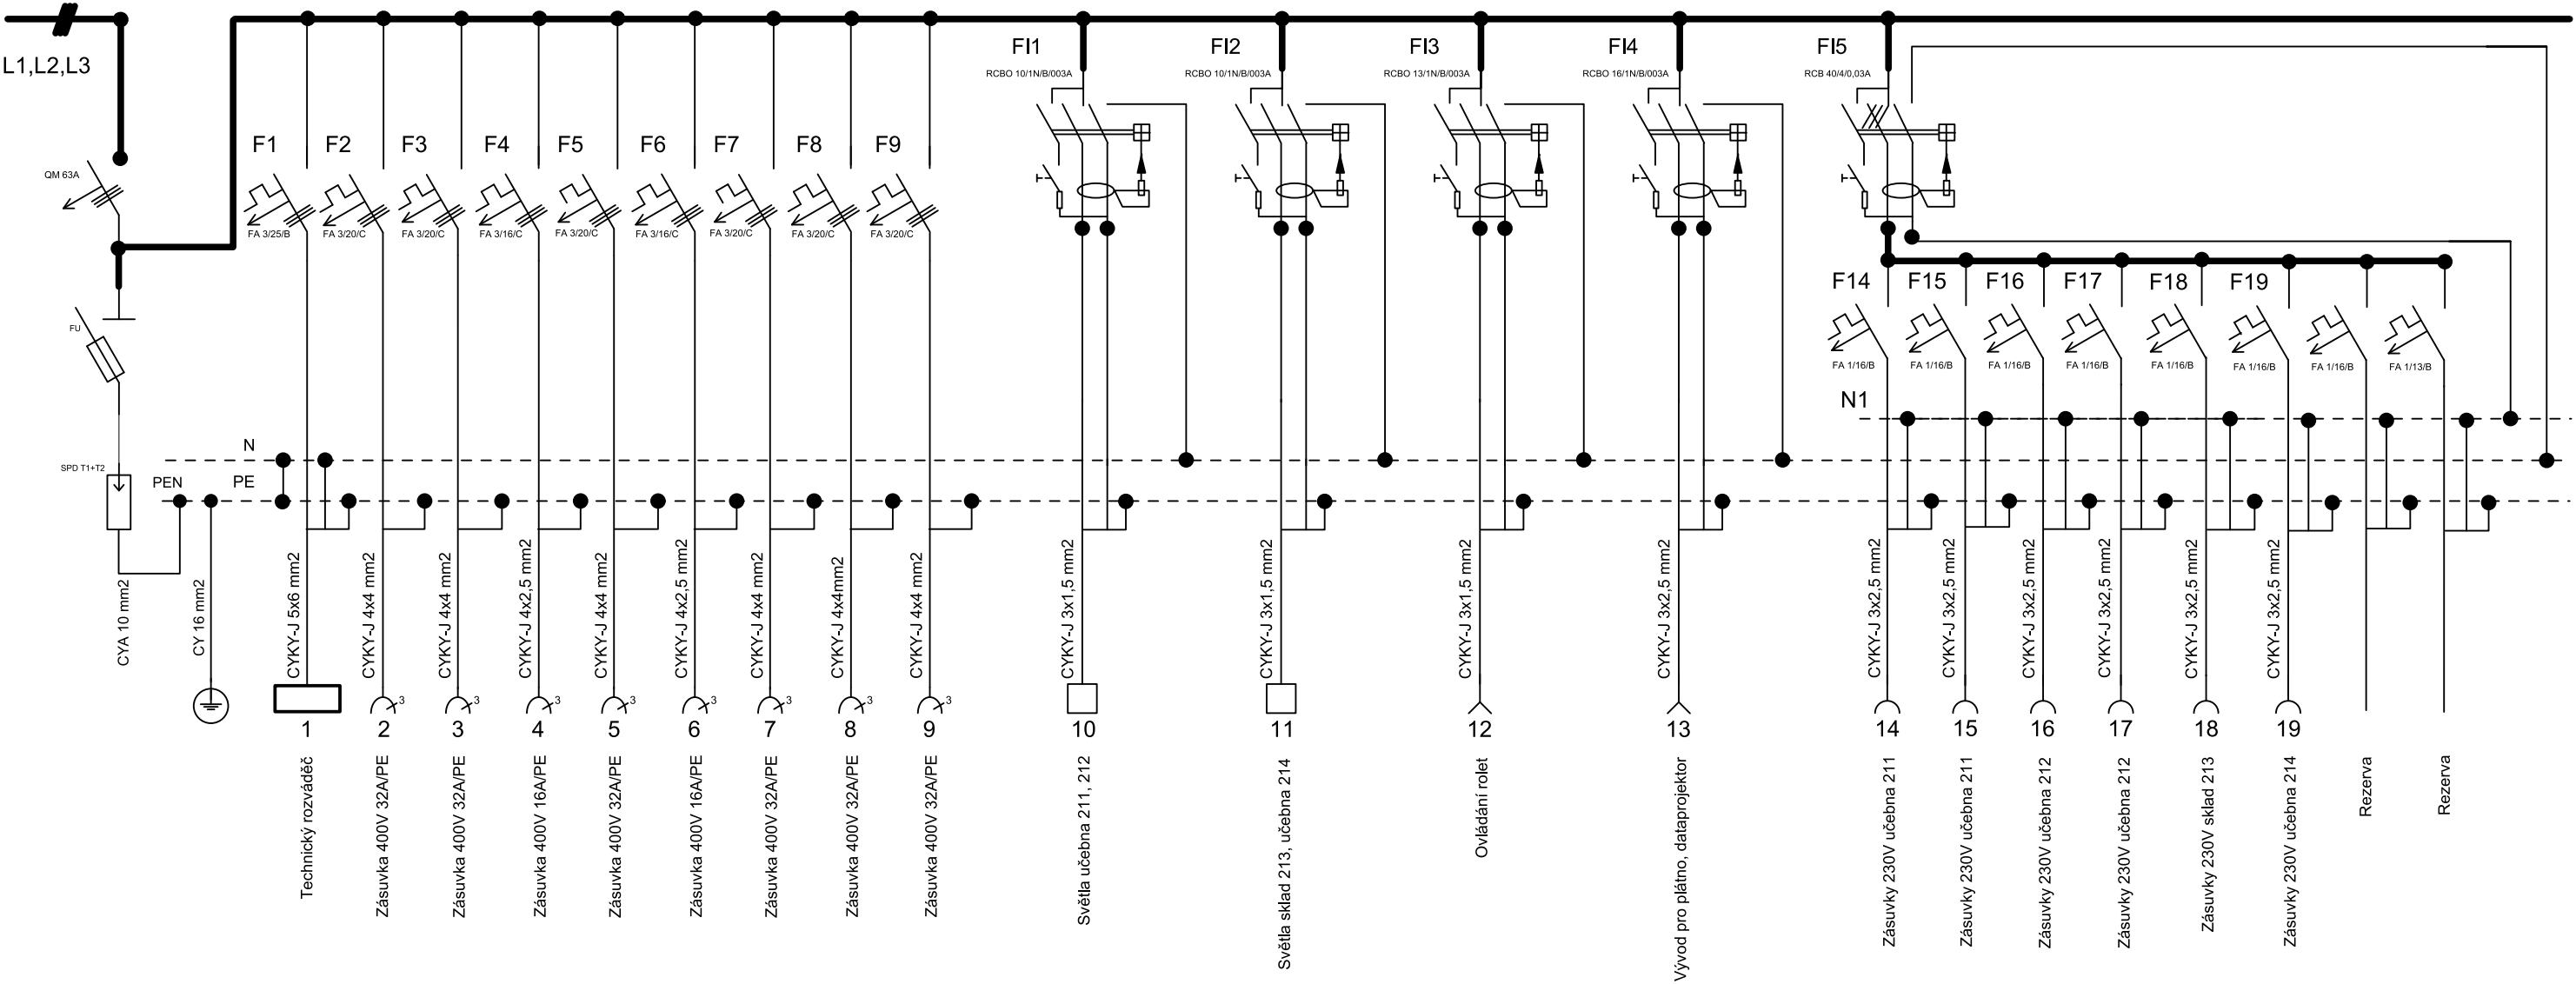 L1,L2,L3
QM 63A
FU
SPD T1+T2
PEN
N
PE
CYA 10 mm2
CY 16 mm2
F1
F2
F3
F4
F5
F6
F7
F8
F9
FA 3/25/B
FA 3/20/C
FA 3/20/C
FA 3/16/C
FA 3/20/C
FA 3/16/C
FA 3/20/C
FA 3/20/C
FA 3/20/C
FI1
RCBO 10/1N/B/003A
FI2
RCBO 10/1N/B/003A
FI3
RCBO 13/1N/B/003A
FI4
RCBO 16/1N/B/003A
FI5
RCB 40/4/0,03A
F14
F15
F16
F17
F18
F19
FA 1/16/B
FA 1/16/B
FA 1/16/B
FA 1/16/B
FA 1/16/B
FA 1/16/B
FA 1/16/B
FA 1/13/B
N1
CYKY-J 5x6 mm2
CYKY-J 4x4 mm2
CYKY-J 4x4 mm2
CYKY-J 4x2,5 mm2
CYKY-J 4x4 mm2
CYKY-J 4x2,5 mm2
CYKY-J 4x4 mm2
CYKY-J 4x4mm2
CYKY-J 4x4 mm2
CYKY-J 3x1,5 mm2
CYKY-J 3x1,5 mm2
CYKY-J 3x1,5 mm2
CYKY-J 3x2,5 mm2
CYKY-J 3x2,5 mm2
CYKY-J 3x2,5 mm2
CYKY-J 3x2,5 mm2
CYKY-J 3x2,5 mm2
CYKY-J 3x2,5 mm2
CYKY-J 3x2,5 mm2
3
3
3
3
3
3
3
3
1
2
3
4
5
6
7
8
9
10
11
12
13
14
15
16
17
18
19
Technický rozváděč
Zásuvka 400V 32A/PE
Zásuvka 400V 32A/PE
Zásuvka 400V 16A/PE
Zásuvka 400V 32A/PE
Zásuvka 400V 16A/PE
Zásuvka 400V 32A/PE
Zásuvka 400V 32A/PE
Zásuvka 400V 32A/PE
Světla učebna 211, 212
Světla sklad 213, učebna 214
Ovládání rolet
Vývod pro plátno, dataprojektor
Zásuvky 230V učebna 211
Zásuvky 230V učebna 211
Zásuvky 230V učebna 212
Zásuvky 230V učebna 212
Zásuvky 230V sklad 213
Zásuvky 230V učebna 214
Rezerva
Rezerva